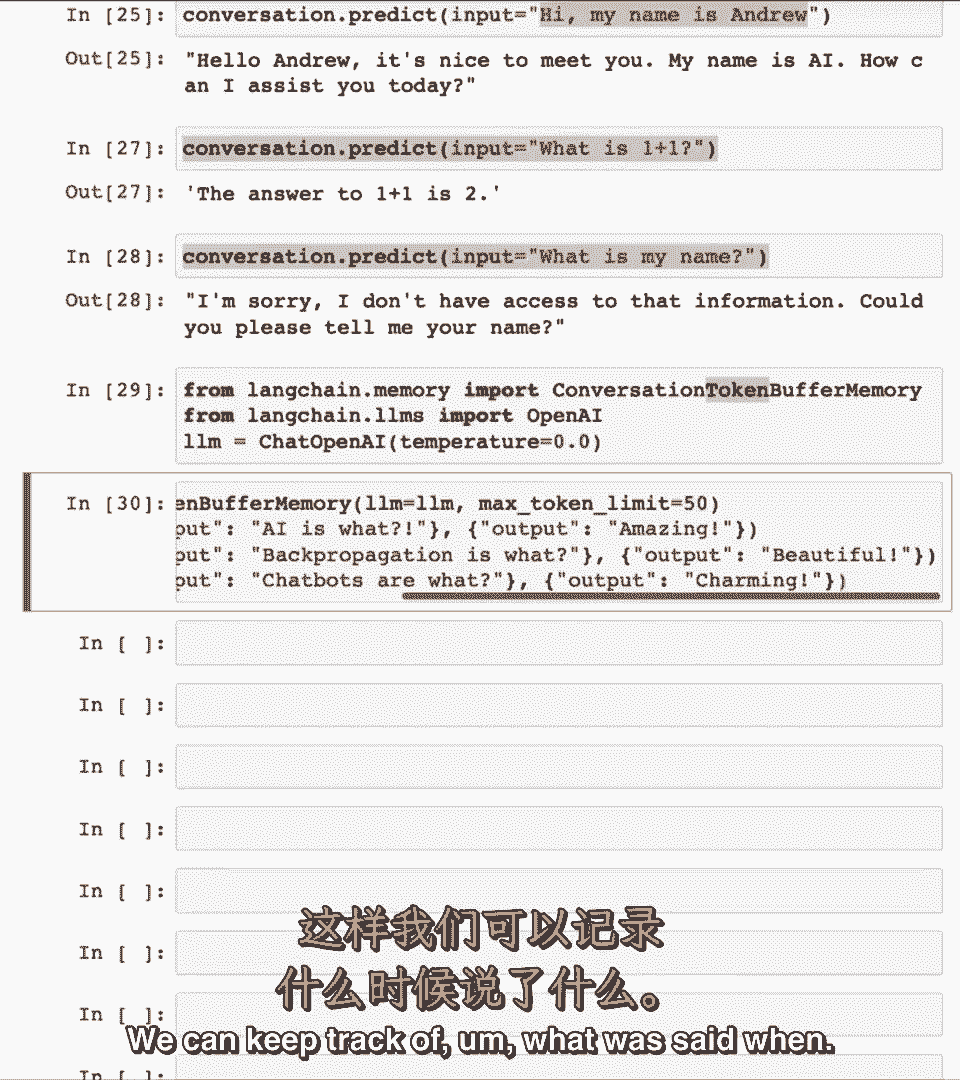 In [25]: conversation.predict(input="Hi, my name is Andrew")
Out[25]: "Hello Andrew, it's nice to meet you. My name is AI. How c
an I assist you today?"
In [27]: conversation.predict(input="What is 1+1?")
Out[27]: 'The answer to 1+1 is 2.'
In [28]: conversation.predict(input="What is my name?")
Out[28]: "I'm sorry, I don't have access to that information. Could
you please tell me your name?"
In [29]: from langchain.memory import ConversationTokenBufferMemory
from langchain.llms import OpenAI
llm = ChatOpenAI(temperature=0.0)
In [30]: enBufferMemory(llm=llm, max_token_limit=50)
put": "AI is what?!"}, {"output": "Amazing!"})
put": "Backpropagation is what?"}, {"output": "Beautiful!"})
put": "Chatbots are what?"}, {"output": "Charming!"})
In [ ]:
In [ ]:
In [ ]:
In [ ]:
In [ ]:
In [ ]:
In [ ]:
In [ ]:
这样我们可以记录
什么时候说了什么。
We can keep track of, um, what was said when.